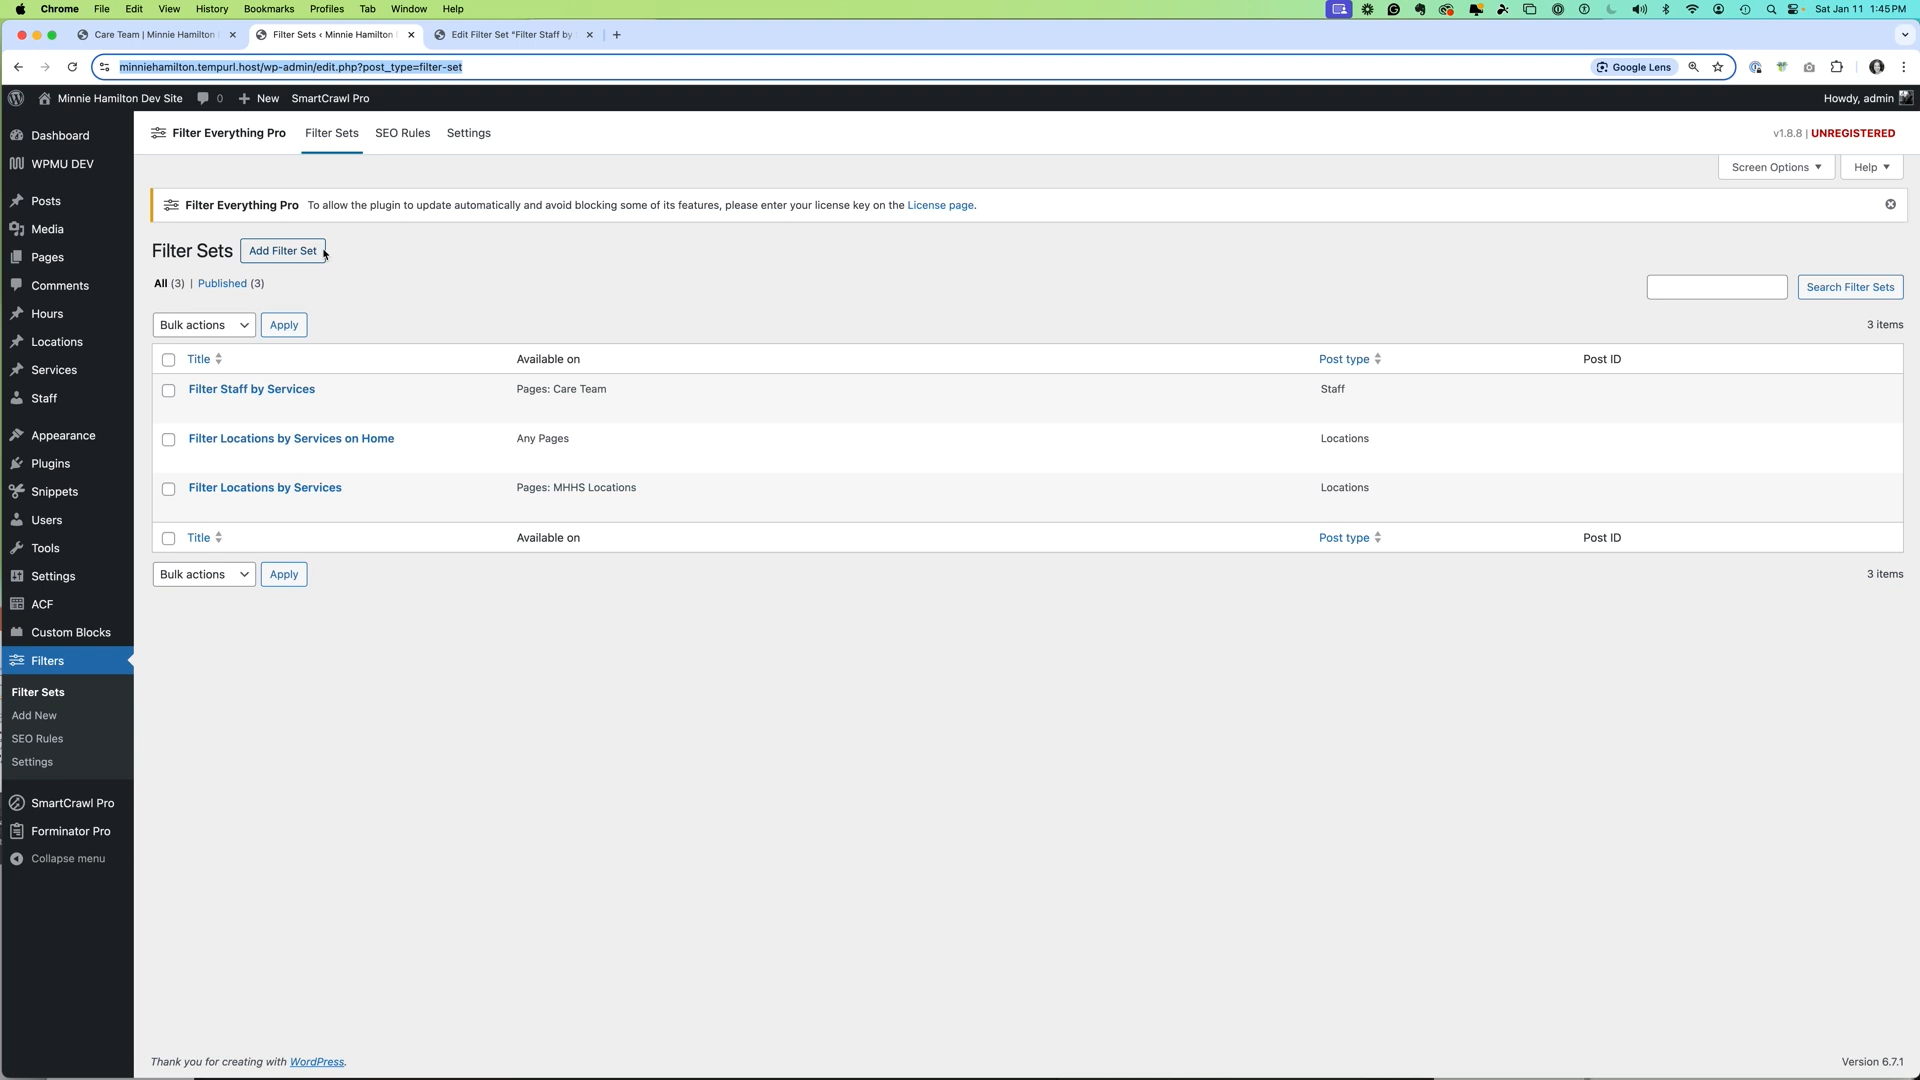 Chrome File Edit View History Bookmarks Profiles Tab Window Help Sat Jan 11 1:45 PM
Care Team | Minnie Hamilton Filter Sets ‹ Minnie Hamilton Edit Filter Set "Filter Staff by
minniehamilton.tempurl.host/wp-admin/edit.php?post_type=filter-set Google Lens
Minnie Hamilton Dev Site 0 New SmartCrawl Pro Howdy, admin
Dashboard
WPMU DEV
Posts
Media
Pages
Comments
Hours
Locations
Services
Staff
Appearance
Plugins
Snippets
Users
Tools
Settings
ACF
Custom Blocks
Filters
Filter Sets
Add New
SEO Rules
Settings
SmartCrawl Pro
Forminator Pro
Collapse menu
Filter Everything Pro Filter Sets SEO Rules Settings v1.8.8 | UNREGISTERED
Screen Options Help
Filter Everything Pro To allow the plugin to update automatically and avoid blocking some of its features, please enter your license key on the License page.
Filter Sets Add Filter Set
All (3) | Published (3)
Search Filter Sets
Bulk actions Apply 3 items
Title Available on Post type Post ID
Filter Staff by Services Pages: Care Team Staff
Filter Locations by Services on Home Any Pages Locations
Filter Locations by Services Pages: MHHS Locations Locations
Title Available on Post type Post ID
Bulk actions Apply 3 items
Thank you for creating with WordPress. Version 6.7.1